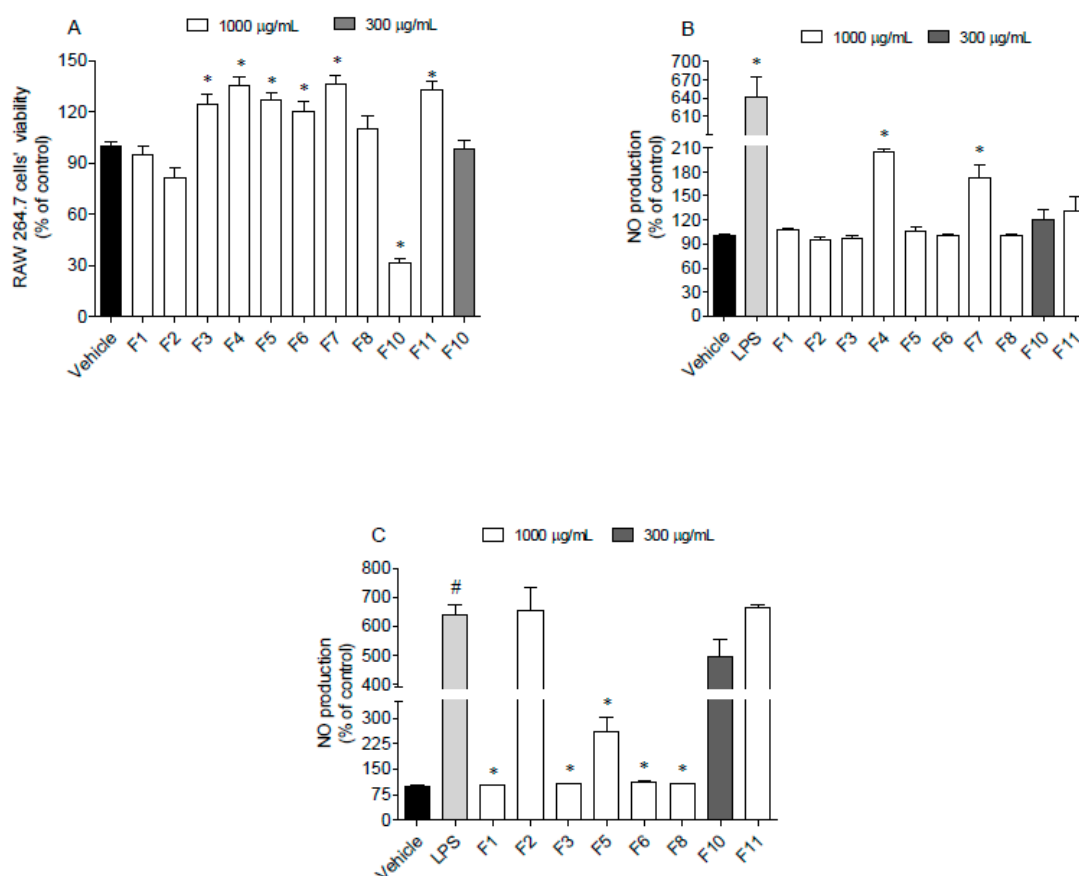 A
1000 µg/mL
300 µg/mL
RAW 264.7 cells' viability
(% of control)
150
120
90
60
30
0
*
*
*
*
*
*
*
Vehicle
F1
F2
F3
F4
F5
F6
F7
F8
F10
F11
F10
B
1000 µg/mL
300 µg/mL
NO production
(% of control)
700
670
640
610
210
180
150
120
90
60
30
0
*
*
*
Vehicle
LPS
F1
F2
F3
F4
F5
F6
F7
F8
F10
F11
C
1000 µg/mL
300 µg/mL
NO production
(% of control)
800
700
600
500
400
300
225
150
75
0
#
*
*
*
*
*
Vehicle
LPS
F1
F2
F3
F5
F6
F8
F10
F11